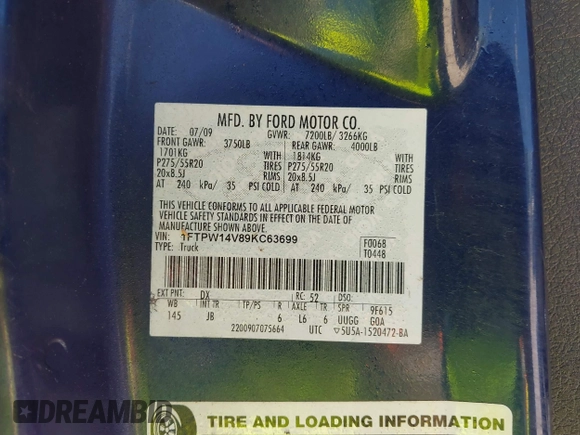 MFD. BY FORD MOTOR CO.
DATE: 07/09 GVWR: 7200LB/ 3266KG
FRONT GAWR: 3750LB REAR GAWR: 4000LB
1701KG WITH 1814KG WITH
P275/55R20 TIRES P275/55R20 TIRES
20x8.5J RIMS 20x8.5J RIMS
AT 240 kPa/ 35 PSI COLD AT 240 kPa/ 35 PSI COLD
THIS VEHICLE CONFORMS TO ALL APPLICABLE FEDERAL MOTOR
VEHICLE SAFETY STANDARDS IN EFFECT ON THE DATE OF
MANUFACTURE SHOWN ABOVE.
VIN: 1FTPW14V89KC63699 F0068
TYPE: Truck T0448
EXT PNT: DX RC: 52 DSO:
WB INT TR TP/PS R AXLE TR SPR 9F615
145 JB 6 L6 6 UUGG GOA
2200907075664 UTC ▽5U5A-1520472-BA
TIRE AND LOADING INFORMATION
DREAMBID